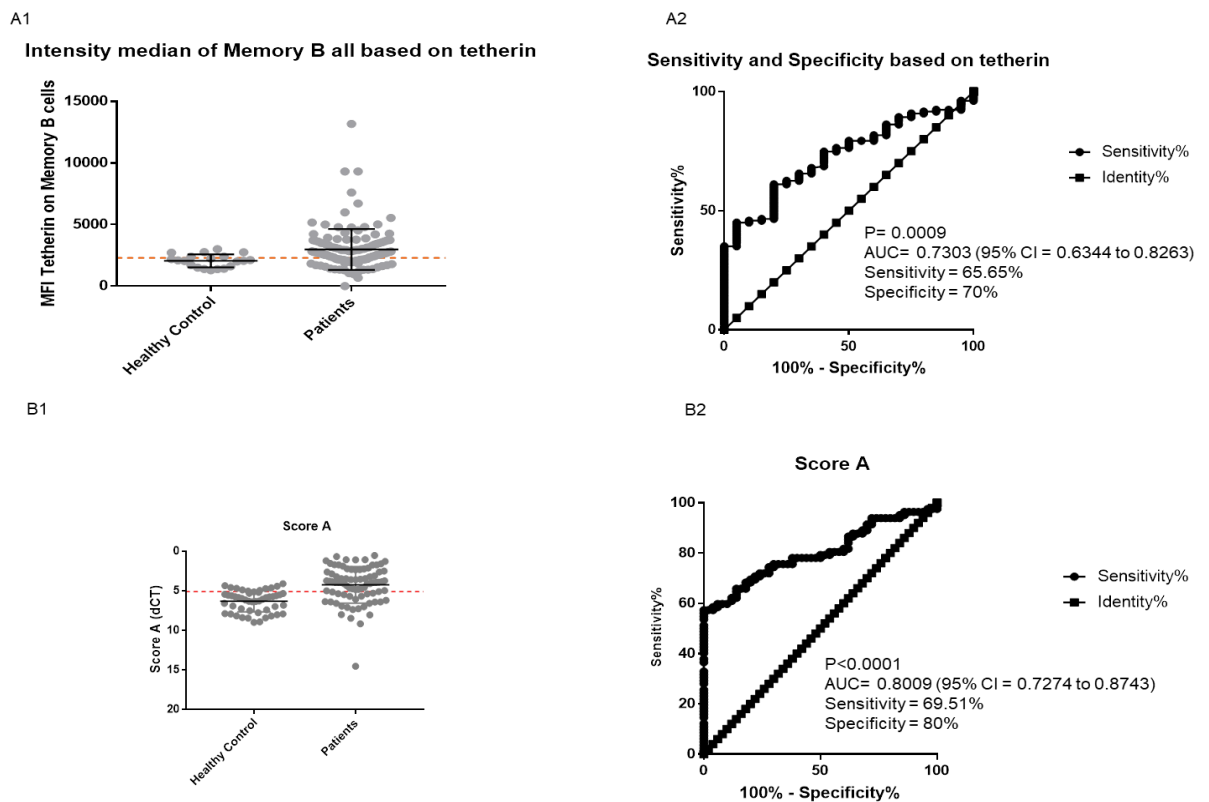 A1
Intensity median of Memory B all based on tetherin
MFI Tetherin on Memory B cells
15000
10000
5000
0
Healthy Control
Patients
A2
Sensitivity and Specificity based on tetherin
Sensitivity%
100
50
0
Sensitivity%
Identity%
P= 0.0009
AUC= 0.7303 (95% CI = 0.6344 to 0.8263)
Sensitivity = 65.65%
Specificity = 70%
0
50
100
100% - Specificity%
B1
Score A
Score A (dCT)
0
5
10
15
20
Healthy Control
Patients
B2
Score A
Sensitivity%
100
80
60
40
20
0
Sensitivity%
Identity%
P<0.0001
AUC= 0.8009 (95% CI = 0.7274 to 0.8743)
Sensitivity = 69.51%
Specificity = 80%
0
50
100
100% - Specificity%